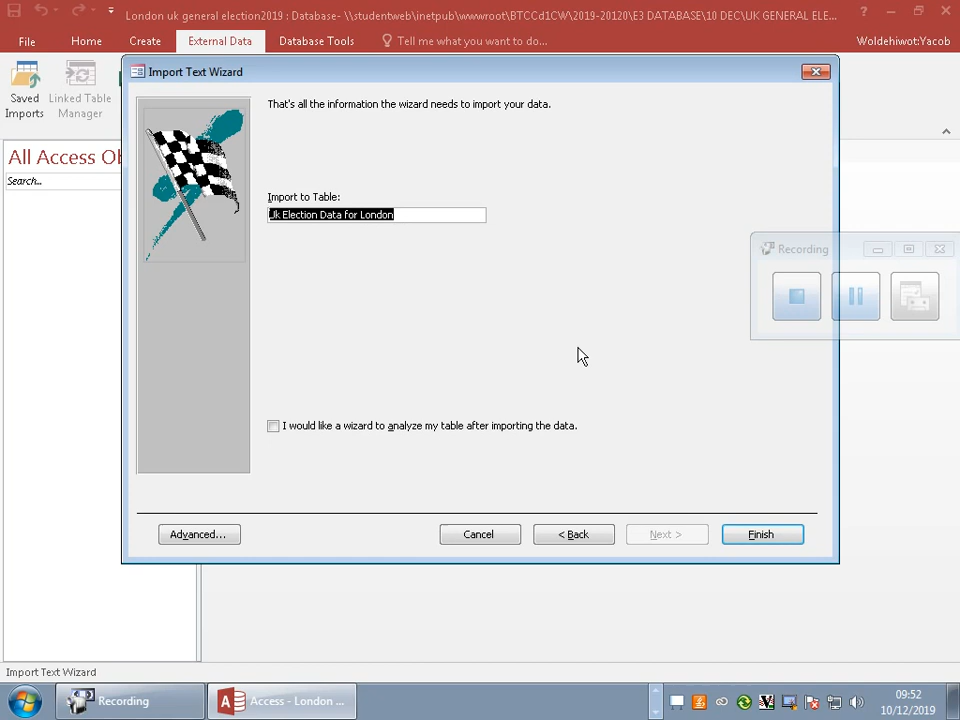 London uk general election2019 : Database- \\studentweb\inetpub\wwwroot\BTCCd1CW\2019-20120\E3 DATABASE\10 DEC\UK GENERAL ELE...
File
Home
Create
External Data
Database Tools
Tell me what you want to do...
Woldehiwot:Yacob
Saved
Imports
Linked Table
Manager
All Access Ob
Search...
Import Text Wizard
That's all the information the wizard needs to import your data.
Import to Table:
Uk Election Data for London
I would like a wizard to analyze my table after importing the data.
Advanced...
Cancel
< Back
Next >
Finish
Recording
Import Text Wizard
Recording
Access - London ...
09:52
10/12/2019